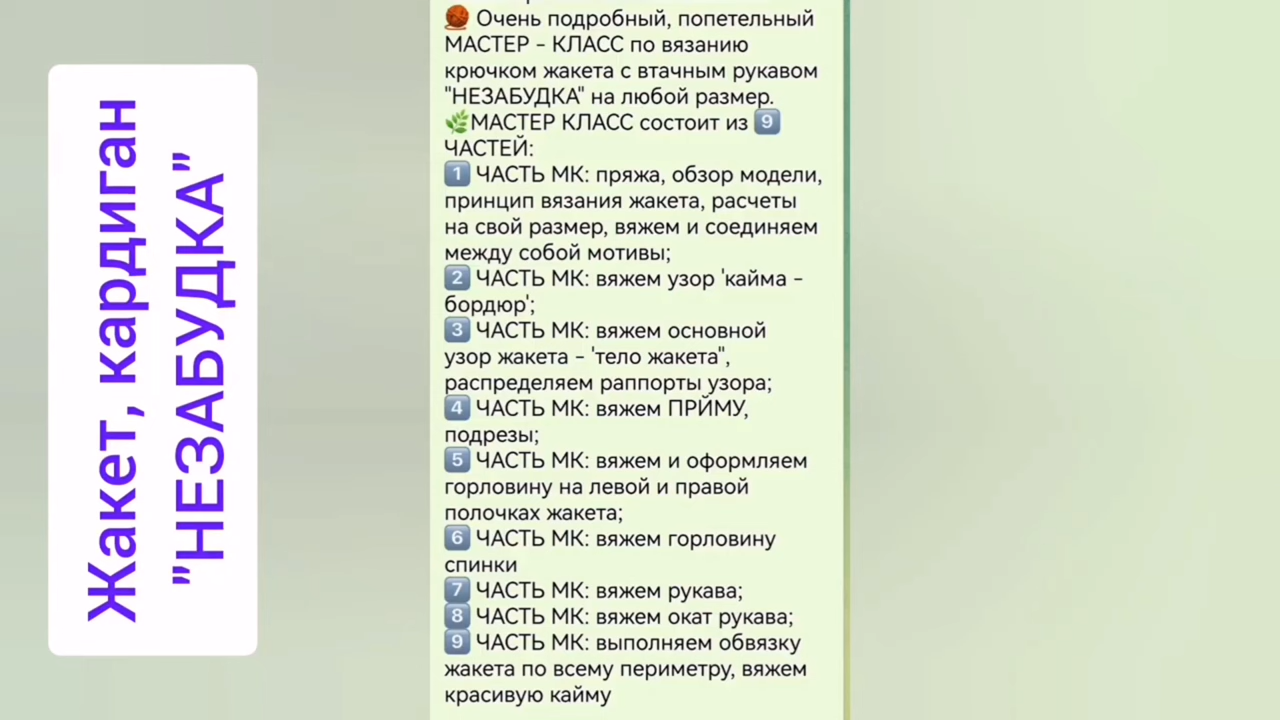 Жакет, кардиган
"НЕЗАБУДКА"
🧶 Очень подробный, попетельный
МАСТЕР - КЛАСС по вязанию
крючком жакета с втачным рукавом
"НЕЗАБУДКА" на любой размер.
🌿МАСТЕР КЛАСС состоит из 9️⃣
ЧАСТЕЙ:
1️⃣ ЧАСТЬ МК: пряжа, обзор модели,
принцип вязания жакета, расчеты
на свой размер, вяжем и соединяем
между собой мотивы;
2️⃣ ЧАСТЬ МК: вяжем узор 'кайма -
бордюр';
3️⃣ ЧАСТЬ МК: вяжем основной
узор жакета - 'тело жакета",
распределяем раппорты узора;
4️⃣ ЧАСТЬ МК: вяжем ПРЙМУ,
подрезы;
5️⃣ ЧАСТЬ МК: вяжем и оформляем
горловину на левой и правой
полочках жакета;
6️⃣ ЧАСТЬ МК: вяжем горловину
спинки
7️⃣ ЧАСТЬ МК: вяжем рукава;
8️⃣ ЧАСТЬ МК: вяжем окат рукава;
9️⃣ ЧАСТЬ МК: выполняем обвязку
жакета по всему периметру, вяжем
красивую кайму